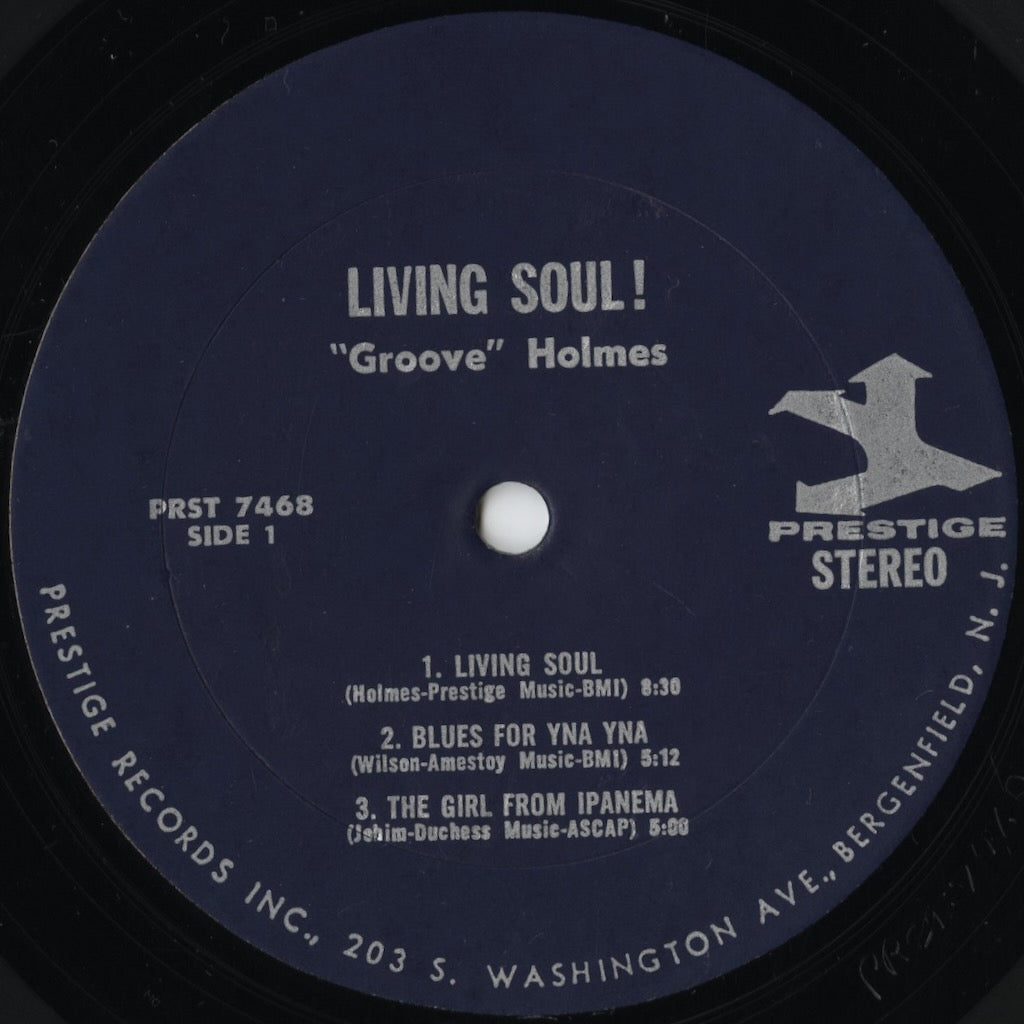 LIVING SOUL!
"Groove" Holmes
PRST 7468
SIDE 1
PRESTIGE
STEREO
1. LIVING SOUL
(Holmes-Prestige Music-BMI) 8:30
2. BLUES FOR YNA YNA
(Wilson-Amestoy Music-BMI) 5:12
3. THE GIRL FROM IPANEMA
(Jobim-Duchess Music-ASCAP) 5:00
PRESTIGE RECORDS INC., 203 S. WASHINGTON AVE., BERGENFIELD, N. J.